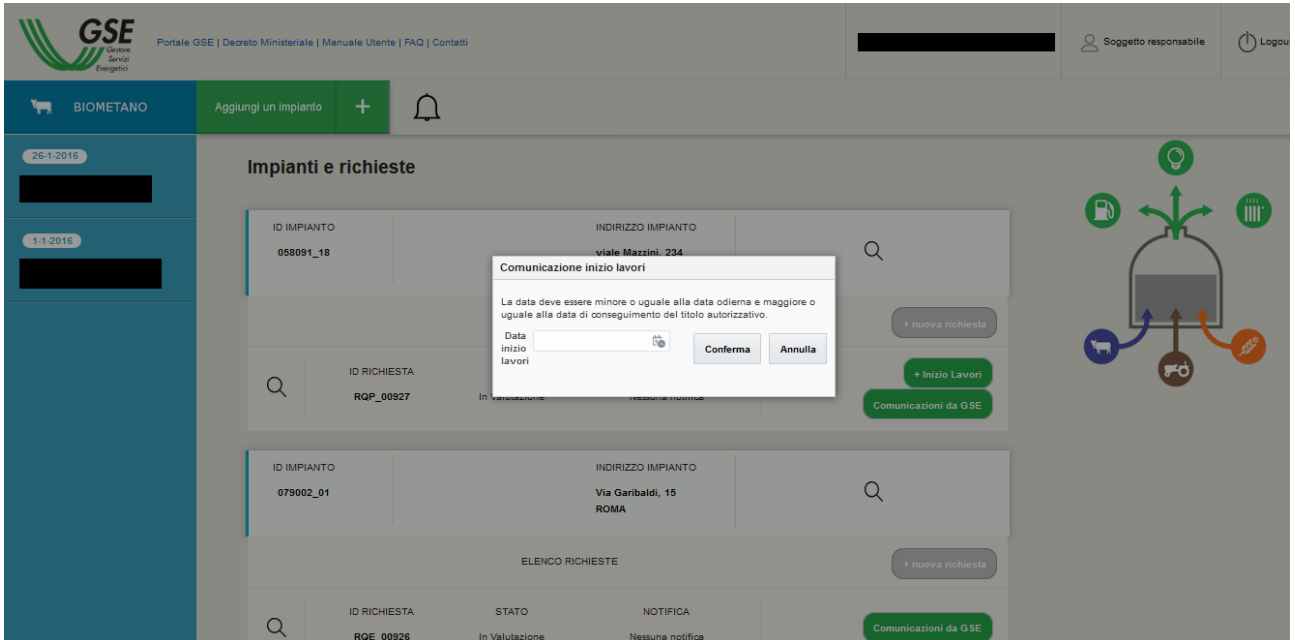 GSE
Gestore
Servizi
Energetici
Portale GSE | Decreto Ministeriale | Manuale Utente | FAQ | Contatti
Soggetto responsabile
Logout
BIOMETANO
Aggiungi un impianto +
26-1-2016
1-1-2016
Impianti e richieste
ID IMPIANTO
INDIRIZZO IMPIANTO
058091_18
viale Mazzini, 234
Comunicazione inizio lavori
La data deve essere minore o uguale alla data odierna e maggiore o
uguale alla data di conseguimento del titolo autorizzativo.
Data
inizio
lavori
Conferma
Annulla
+ nuova richiesta
ID RICHIESTA
RQP_00927
In Valutazione
Nessuna notifica
+ Inizio Lavori
Comunicazioni da GSE
ID IMPIANTO
INDIRIZZO IMPIANTO
079002_01
Via Garibaldi, 15
ROMA
ELENCO RICHIESTE
+ nuova richiesta
ID RICHIESTA
STATO
NOTIFICA
RQE_00926
In Valutazione
Nessuna notifica
Comunicazioni da GSE